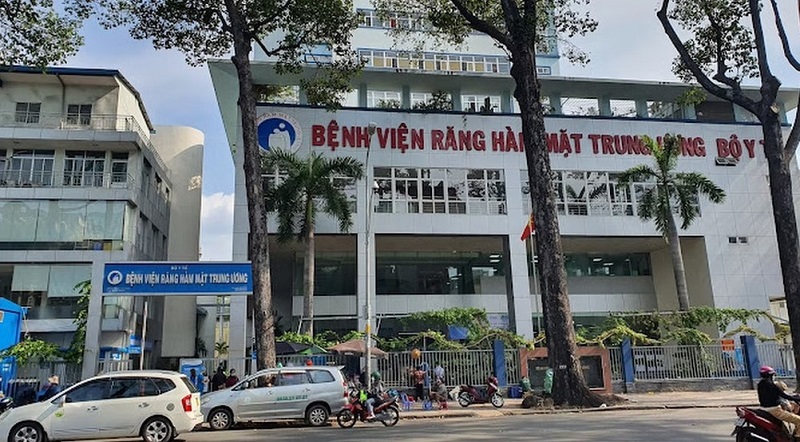 BỆNH VIỆN RĂNG HÀM MẶT TRUNG ƯƠNG BỘ Y T
BỘ Y TẾ
BỆNH VIỆN RĂNG HÀM MẶT TRUNG ƯƠNG